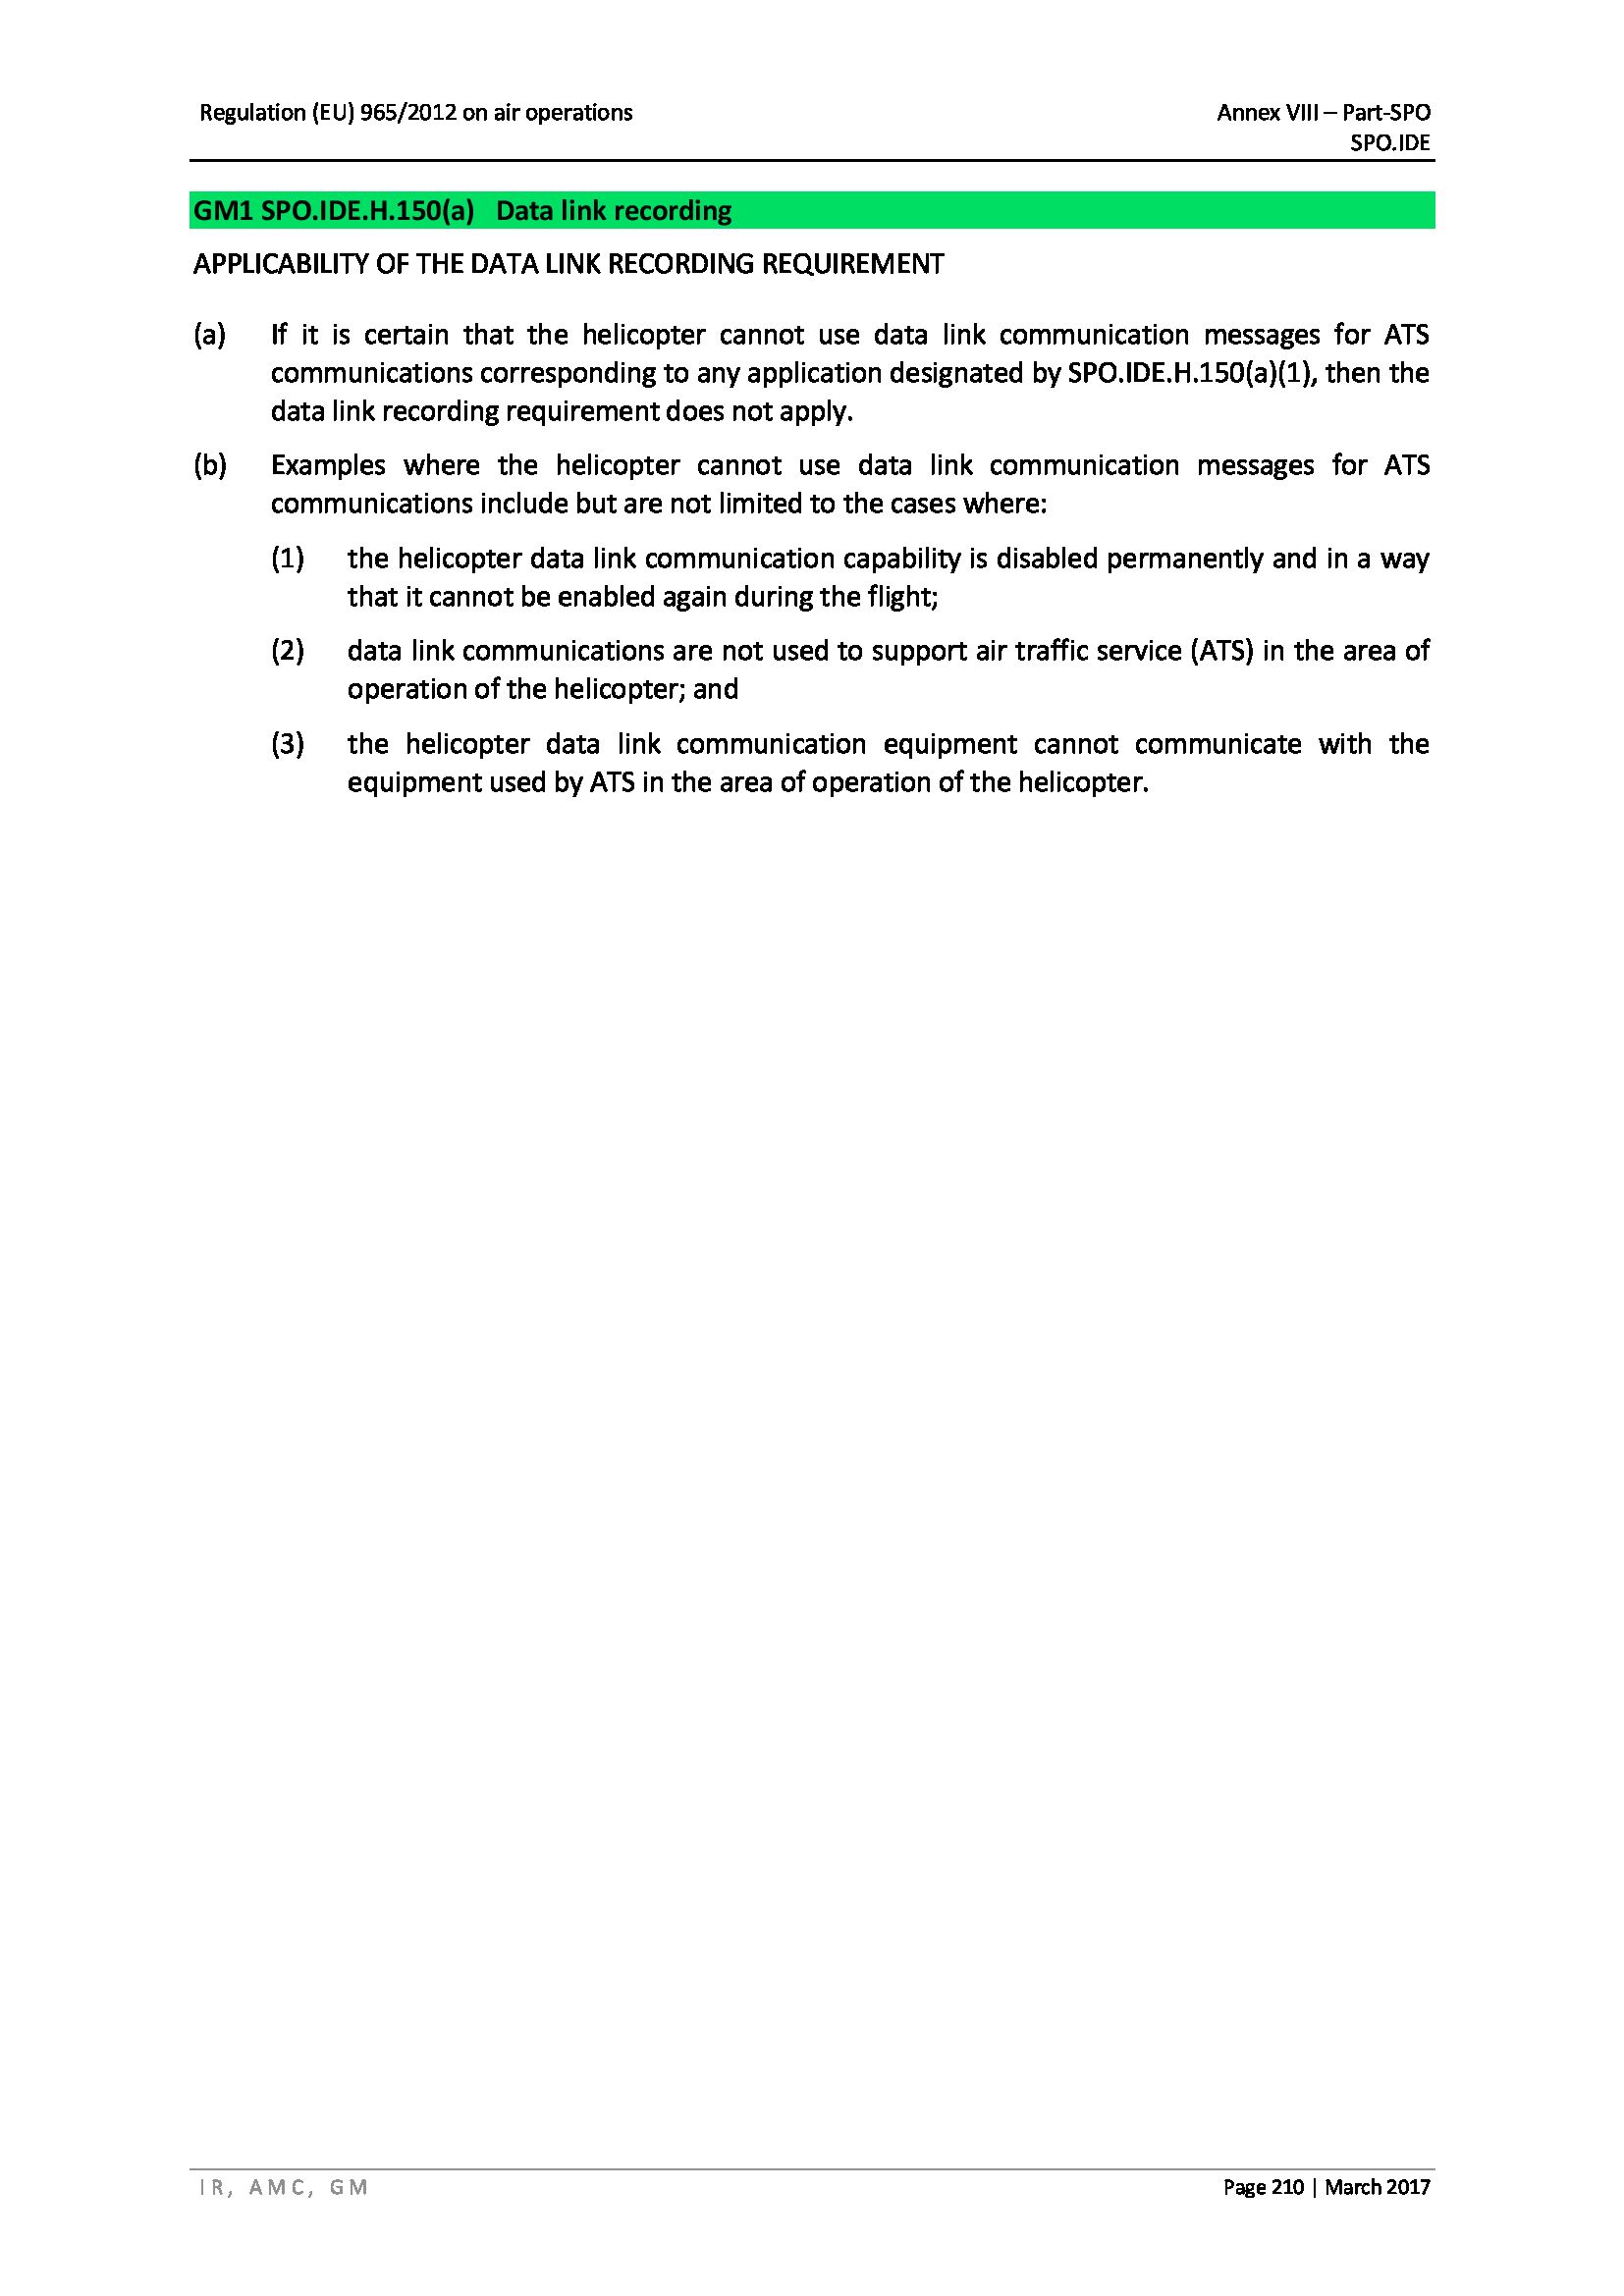 Regulation (EU) 965/2012 on air operations
Annex VIII – Part-SPO
SPO.IDE
GM1 SPO.IDE.H.150(a) Data link recording
APPLICABILITY OF THE DATA LINK RECORDING REQUIREMENT
(a) If it is certain that the helicopter cannot use data link communication messages for ATS
communications corresponding to any application designated by SPO.IDE.H.150(a)(1), then the
data link recording requirement does not apply.
(b) Examples where the helicopter cannot use data link communication messages for ATS
communications include but are not limited to the cases where:
(1) the helicopter data link communication capability is disabled permanently and in a way
that it cannot be enabled again during the flight;
(2) data link communications are not used to support air traffic service (ATS) in the area of
operation of the helicopter; and
(3) the helicopter data link communication equipment cannot communicate with the
equipment used by ATS in the area of operation of the helicopter.
IR, AMC, GM
Page 210 | March 2017